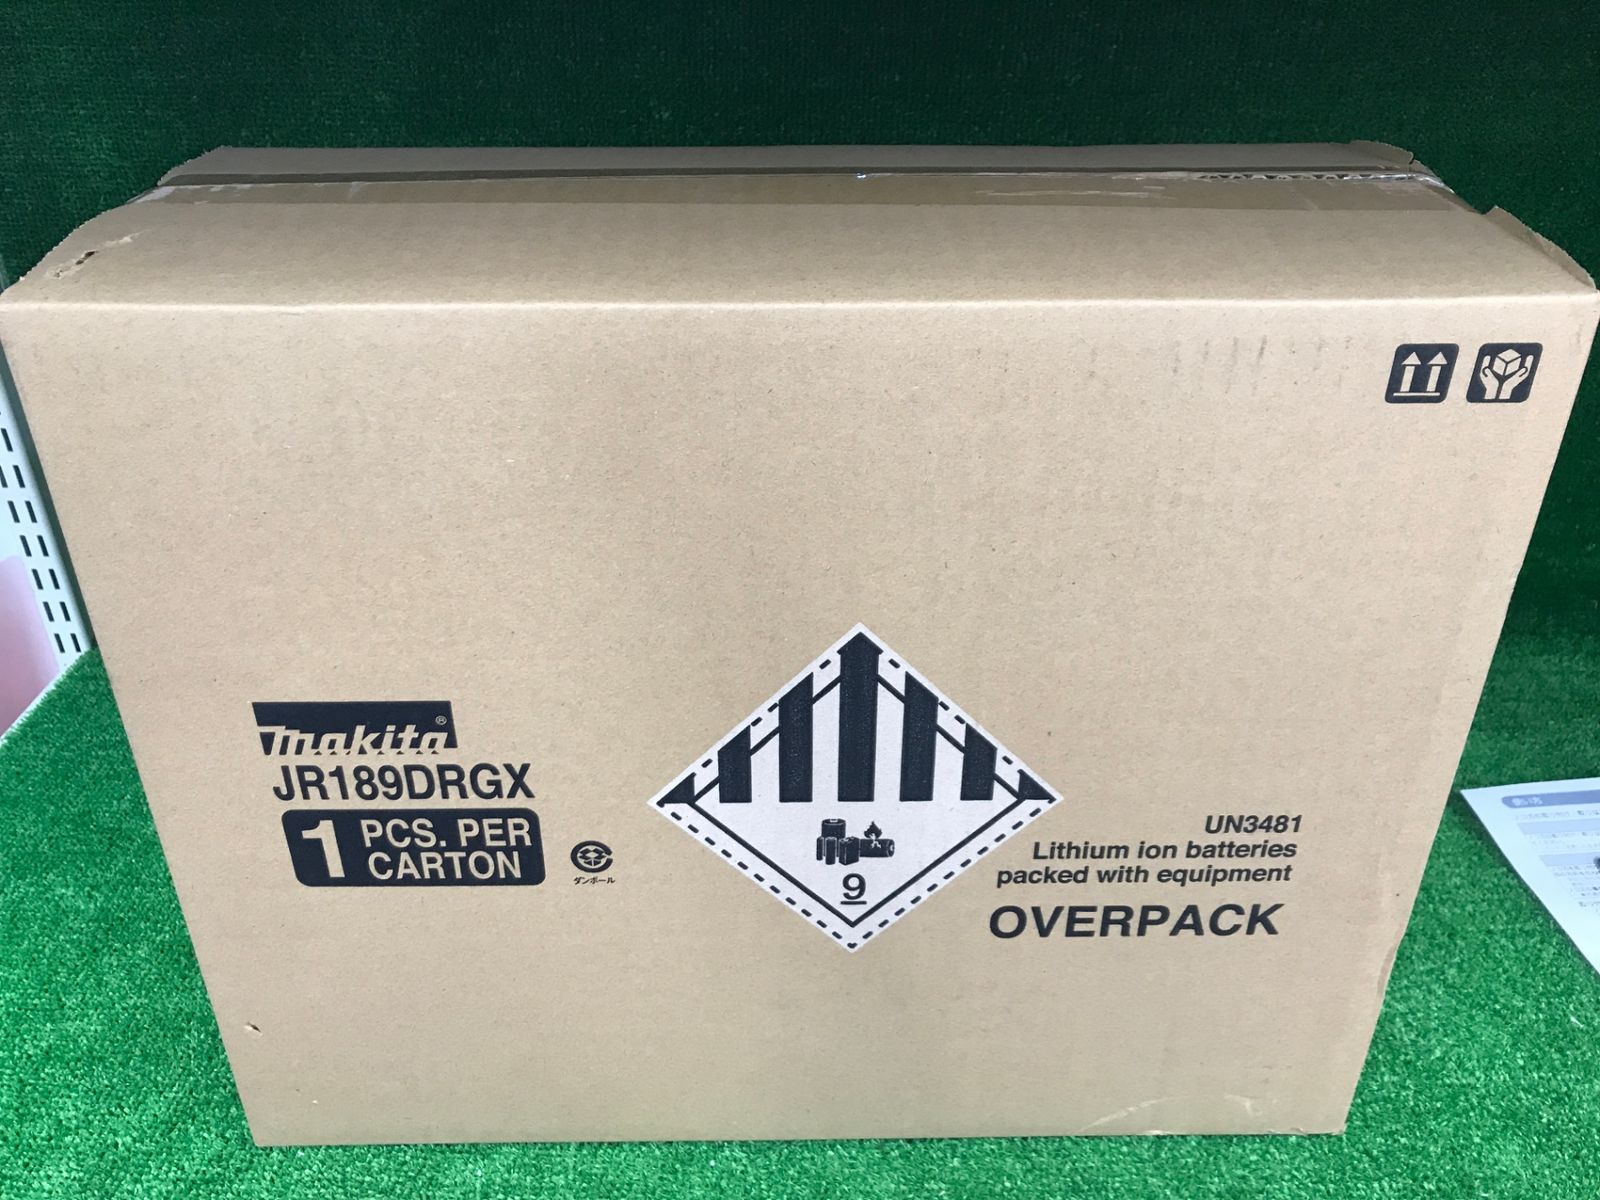 makita®
JR189DRGX
1 PCS. PER
CARTON
ダンボール
9
UN3481
Lithium ion batteries
packed with equipment
OVERPACK